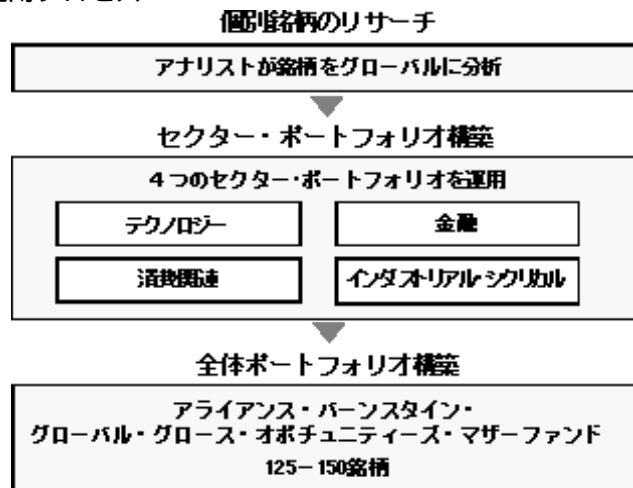 個別銘柄のリサーチ
アナリストが銘柄をグローバルに分析
セクター・ポートフォリオ構築
4つのセクター・ポートフォリオを運用
テクノロジー
金融
消費関連
インダストリアル・シクリカル
全体ポートフォリオ構築
アライアンス・バーンスタイン・
グローバル・グロース・オポチュニティーズ・マザーファンド
125－150銘柄